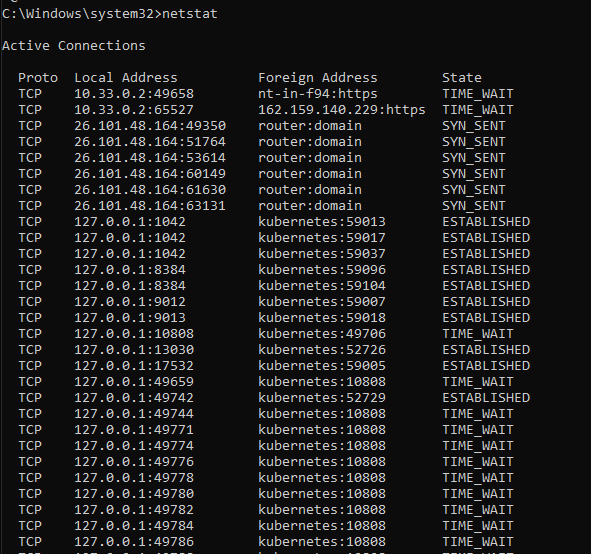 C:\Windows\system32>netstat
Active Connections
Proto Local Address Foreign Address State
TCP 10.33.0.2:49658 nt-in-f94:https TIME_WAIT
TCP 10.33.0.2:65527 162.159.140.229:https TIME_WAIT
TCP 26.101.48.164:49350 router:domain SYN_SENT
TCP 26.101.48.164:51764 router:domain SYN_SENT
TCP 26.101.48.164:53614 router:domain SYN_SENT
TCP 26.101.48.164:60149 router:domain SYN_SENT
TCP 26.101.48.164:61630 router:domain SYN_SENT
TCP 26.101.48.164:63131 router:domain SYN_SENT
TCP 127.0.0.1:1042 kubernetes:59013 ESTABLISHED
TCP 127.0.0.1:1042 kubernetes:59017 ESTABLISHED
TCP 127.0.0.1:1042 kubernetes:59037 ESTABLISHED
TCP 127.0.0.1:8384 kubernetes:59096 ESTABLISHED
TCP 127.0.0.1:8384 kubernetes:59104 ESTABLISHED
TCP 127.0.0.1:9012 kubernetes:59007 ESTABLISHED
TCP 127.0.0.1:9013 kubernetes:59018 ESTABLISHED
TCP 127.0.0.1:10808 kubernetes:49706 TIME_WAIT
TCP 127.0.0.1:13030 kubernetes:52726 ESTABLISHED
TCP 127.0.0.1:17532 kubernetes:59005 ESTABLISHED
TCP 127.0.0.1:49659 kubernetes:10808 TIME_WAIT
TCP 127.0.0.1:49742 kubernetes:52729 ESTABLISHED
TCP 127.0.0.1:49744 kubernetes:10808 TIME_WAIT
TCP 127.0.0.1:49771 kubernetes:10808 TIME_WAIT
TCP 127.0.0.1:49774 kubernetes:10808 TIME_WAIT
TCP 127.0.0.1:49776 kubernetes:10808 TIME_WAIT
TCP 127.0.0.1:49778 kubernetes:10808 TIME_WAIT
TCP 127.0.0.1:49780 kubernetes:10808 TIME_WAIT
TCP 127.0.0.1:49782 kubernetes:10808 TIME_WAIT
TCP 127.0.0.1:49784 kubernetes:10808 TIME_WAIT
TCP 127.0.0.1:49786 kubernetes:10808 TIME_WAIT